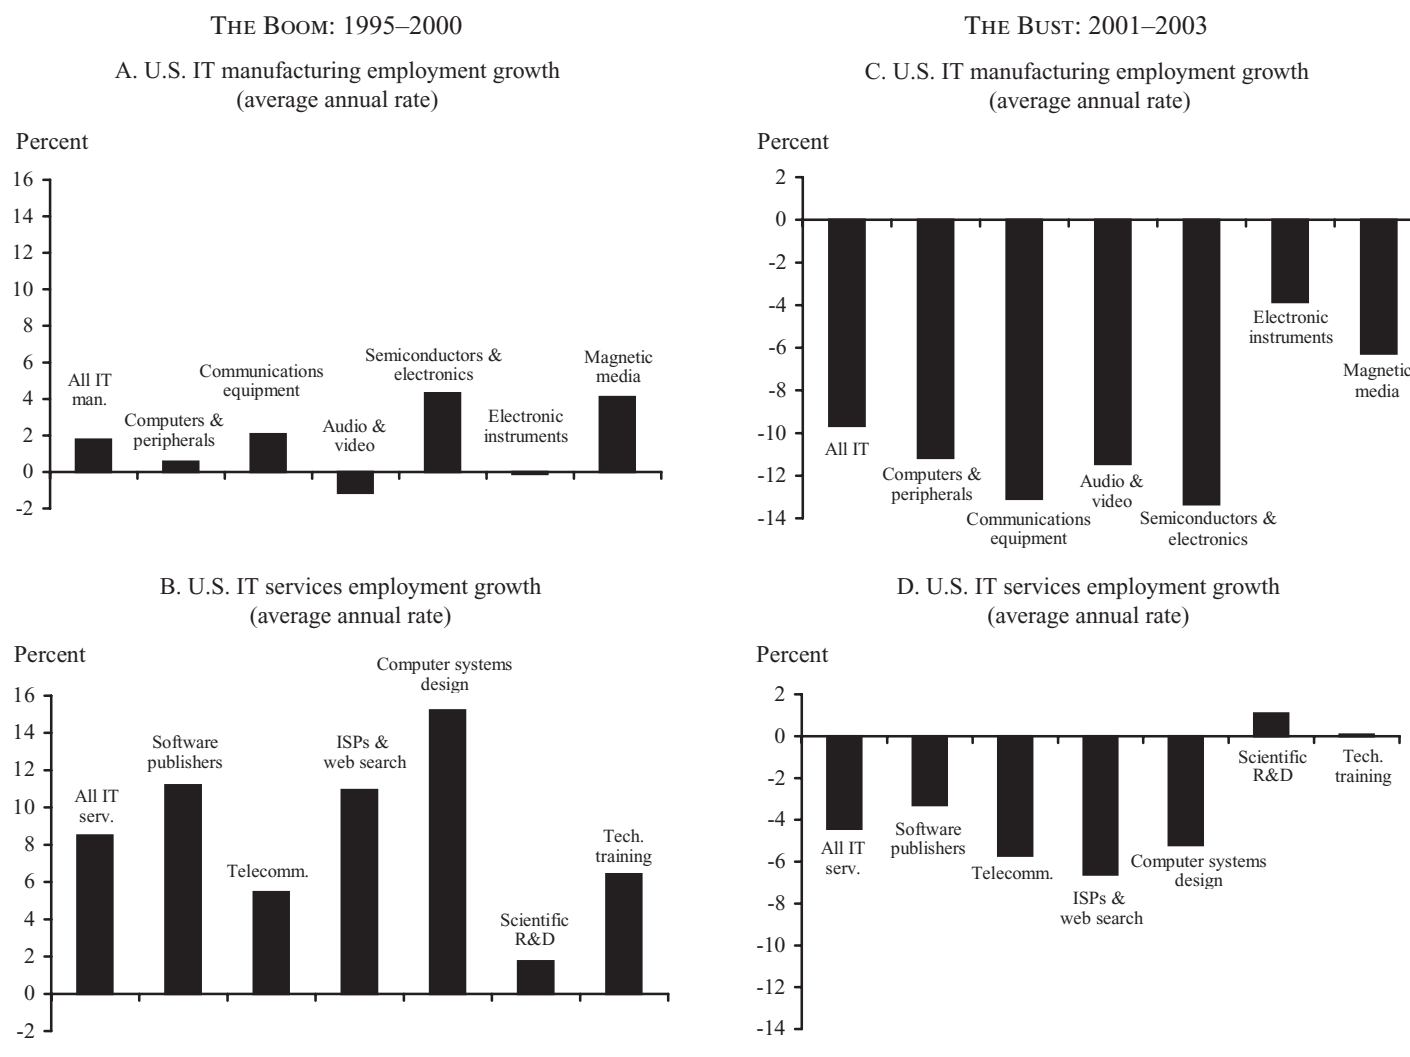 THE BOOM: 1995–2000
A. U.S. IT manufacturing employment growth
(average annual rate)
Percent
16
14
12
10
8
6
4
2
0
-2
All IT
man.
Computers &
peripherals
Communications
equipment
Audio &
video
Semiconductors &
electronics
Electronic
instruments
Magnetic
media
B. U.S. IT services employment growth
(average annual rate)
Percent
16
14
12
10
8
6
4
2
0
-2
All IT
serv.
Software
publishers
Telecomm.
ISPs &
web search
Computer systems
design
Scientific
R&D
Tech.
training
THE BUST: 2001–2003
C. U.S. IT manufacturing employment growth
(average annual rate)
Percent
2
0
-2
-4
-6
-8
-10
-12
-14
All IT
Computers &
peripherals
Communications
equipment
Audio &
video
Semiconductors &
electronics
Electronic
instruments
Magnetic
media
D. U.S. IT services employment growth
(average annual rate)
Percent
2
0
-2
-4
-6
-8
-10
-12
-14
All IT
serv.
Software
publishers
Telecomm.
ISPs &
web search
Computer systems
design
Scientific
R&D
Tech.
training